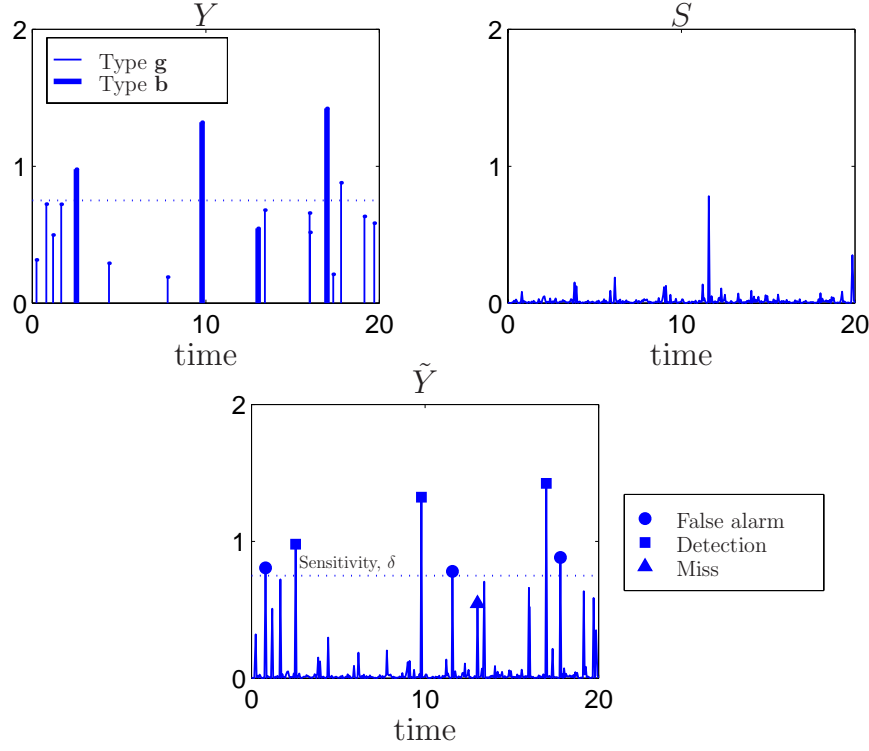 Y
2
1
0
0
10
20
time
Type g
Type b
S
2
1
0
0
10
20
time
Ỹ
2
1
0
0
10
20
time
Sensitivity, δ
False alarm
Detection
Miss